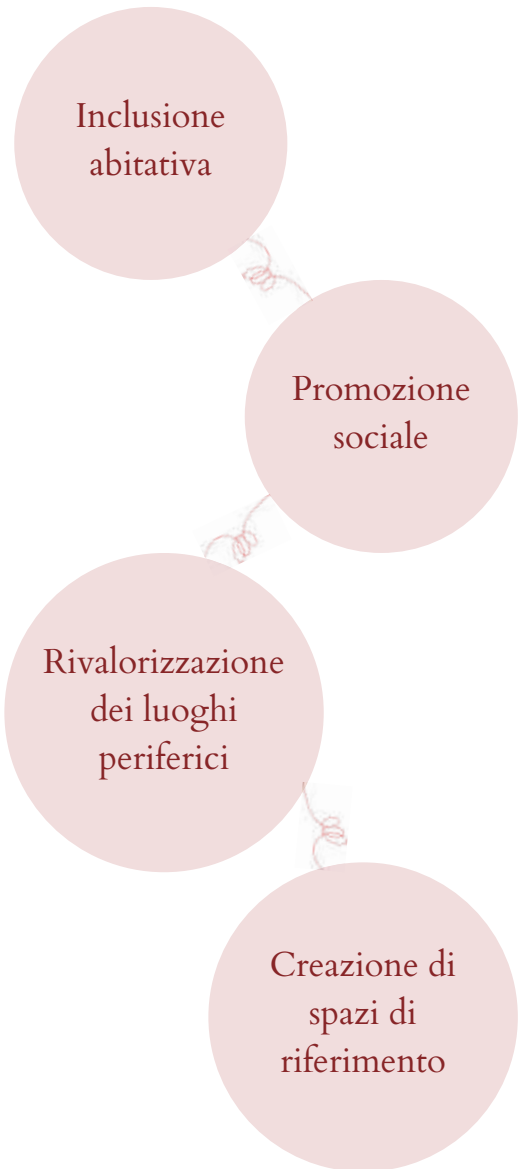 Inclusione
abitativa
Promozione
sociale
Rivalorizzazione
dei luoghi
periferici
Creazione di
spazi di
riferimento